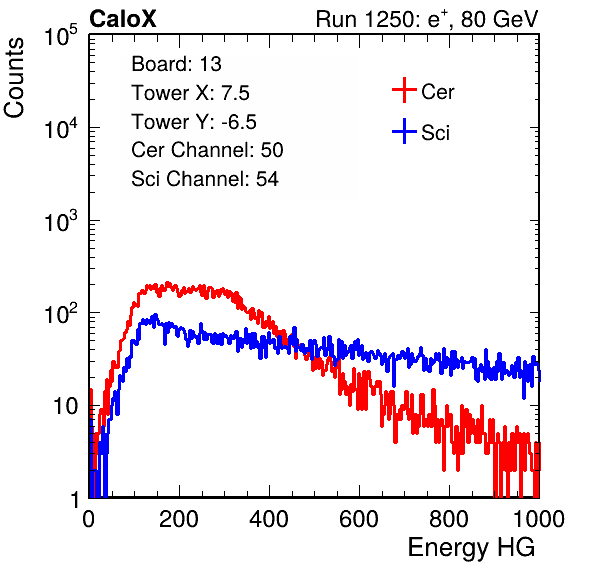 CaloX Run 1250: e⁺, 80 GeV
Counts
10⁵
10⁴
10³
10²
10
1
Board: 13
Tower X: 7.5
Tower Y: -6.5
Cer Channel: 50
Sci Channel: 54
Cer
Sci
0 200 400 600 800 1000
Energy HG